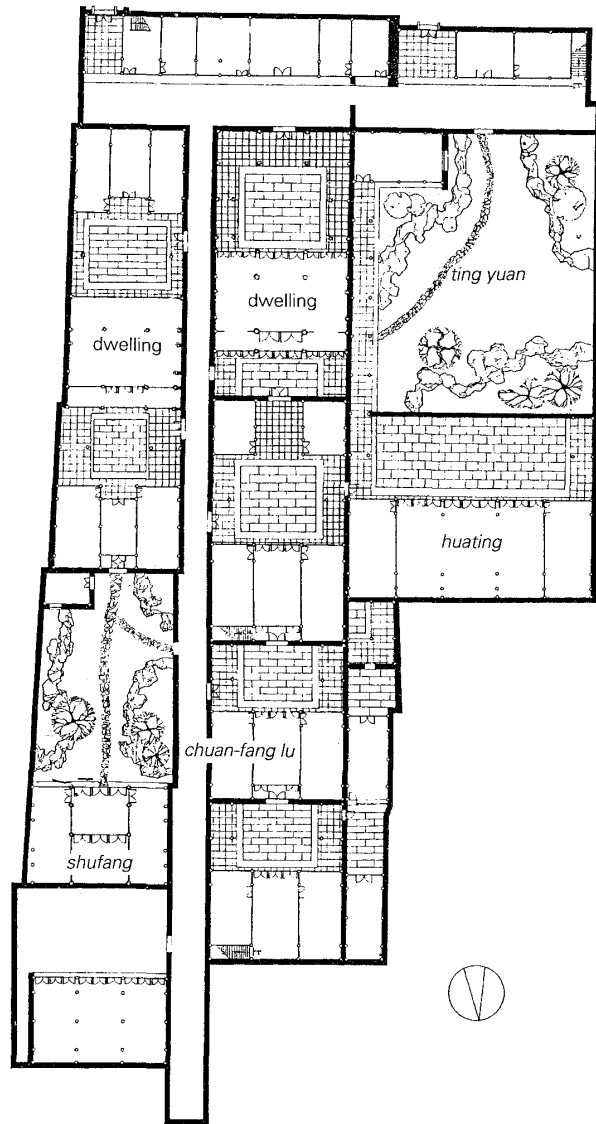 ting yuan
dwelling
dwelling
huating
chuan-fang lu
shufang